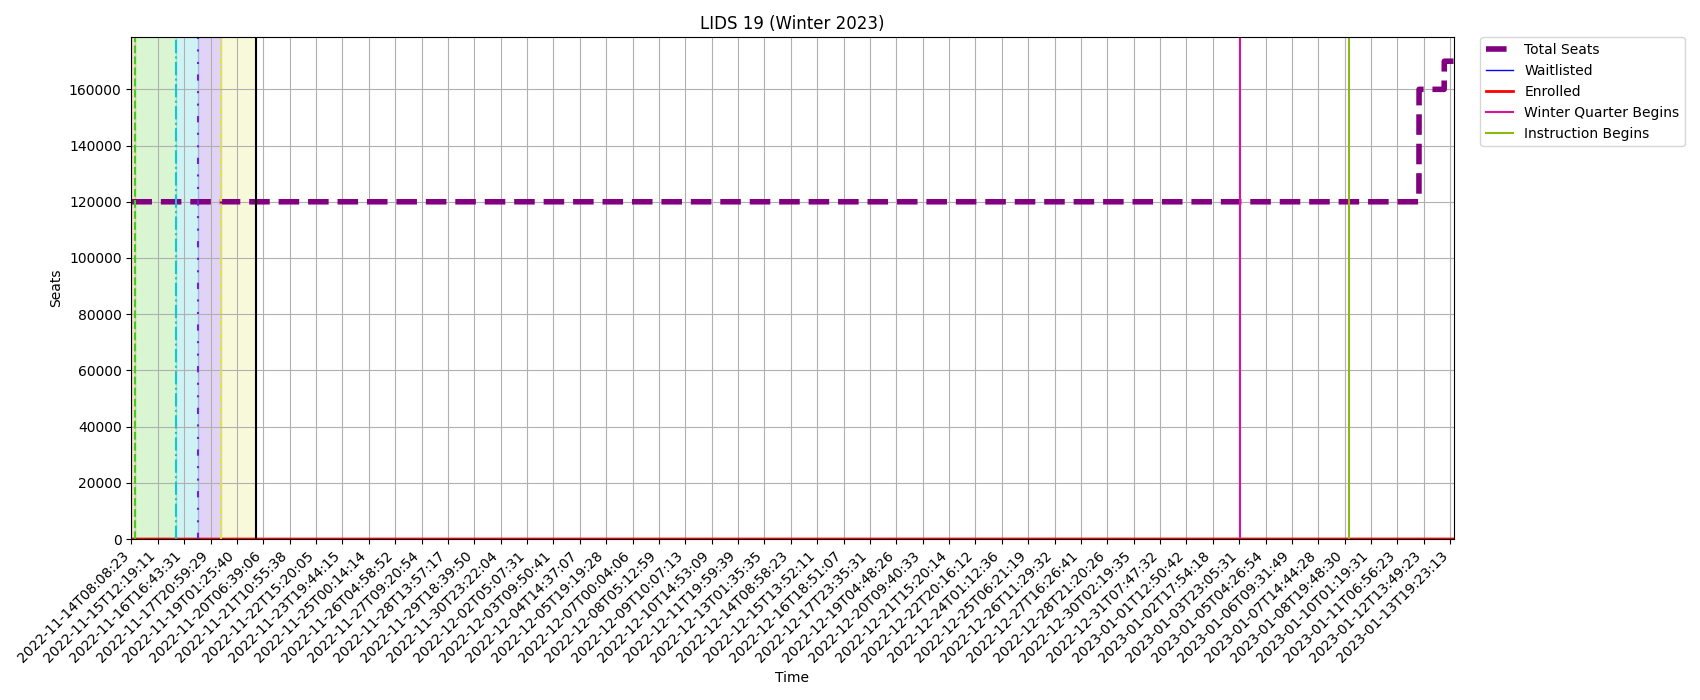 LIDS 19 (Winter 2023)
Total Seats
Waitlisted
Enrolled
Winter Quarter Begins
Instruction Begins
Seats
160000
140000
120000
100000
80000
60000
40000
20000
0
2022-11-14T08:08:23
2022-11-15T12:19:11
2022-11-16T16:43:31
2022-11-17T20:59:29
2022-11-19T01:25:40
2022-11-20T06:39:06
2022-11-21T10:55:38
2022-11-22T15:20:05
2022-11-23T19:44:15
2022-11-25T00:14:14
2022-11-26T04:58:52
2022-11-27T09:20:54
2022-11-28T13:57:17
2022-11-29T18:39:50
2022-11-30T23:22:04
2022-12-02T05:07:31
2022-12-03T09:50:41
2022-12-04T14:37:07
2022-12-05T19:19:28
2022-12-07T00:04:06
2022-12-08T05:12:59
2022-12-09T10:07:13
2022-12-10T14:53:09
2022-12-11T19:59:39
2022-12-13T01:35:35
2022-12-14T08:58:23
2022-12-15T13:52:11
2022-12-16T18:51:07
2022-12-17T23:35:31
2022-12-19T04:48:26
2022-12-20T09:40:33
2022-12-21T15:20:14
2022-12-22T20:16:12
2022-12-24T01:12:36
2022-12-25T06:21:19
2022-12-26T11:29:32
2022-12-27T16:26:41
2022-12-28T21:20:26
2022-12-30T02:19:35
2022-12-31T07:47:32
2023-01-01T12:50:42
2023-01-02T17:54:18
2023-01-03T23:05:31
2023-01-05T04:26:54
2023-01-06T09:31:49
2023-01-07T14:44:28
2023-01-08T19:48:30
2023-01-10T01:19:31
2023-01-11T06:56:23
2023-01-12T13:49:23
2023-01-13T19:23:13
Time